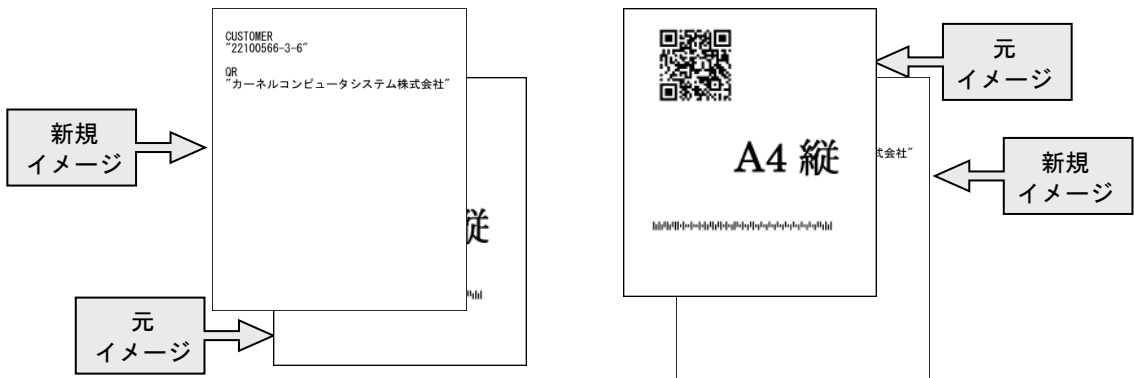 CUSTOMER
"22100566-3-6"
QR
"カーネルコンピュータシステム株式会社"
新規
イメージ
縦
元
イメージ
A4 縦
元
イメージ
式会社"
新規
イメージ